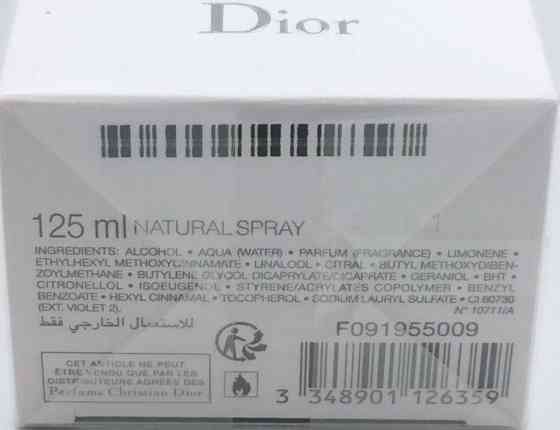 Dior
125 ml NATURAL SPRAY
INGREDIENTS: ALCOHOL • AQUA (WATER) • PARFUM (FRAGRANCE) • LIMONENE •
ETHYLHEXYL METHOXYCINNAMATE • LINALOOL • CITRAL • BUTYL METHOXYDIBEN-
ZOYLMETHANE • BUTYLENE GLYCOL DICAPRYLATE/DICAPRATE • GERANIOL • BHT •
CITRONELLOL • ISOEUGENOL • STYRENE/ACRYLATES COPOLYMER • BENZYL
BENZOATE • HEXYL CINNAMAL • TOCOPHEROL • SODIUM LAURYL SULFATE • CI 60730
(EXT. VIOLET 2). N° 10711/A
للاستعمال الخارجي فقط
F091955009
CET ARTICLE NE PEUT
ÊTRE VENDU QUE PAR LES
DISTRIBUTEURS AGRÉÉS DES
Parfums Christian Dior
3 348901 126359